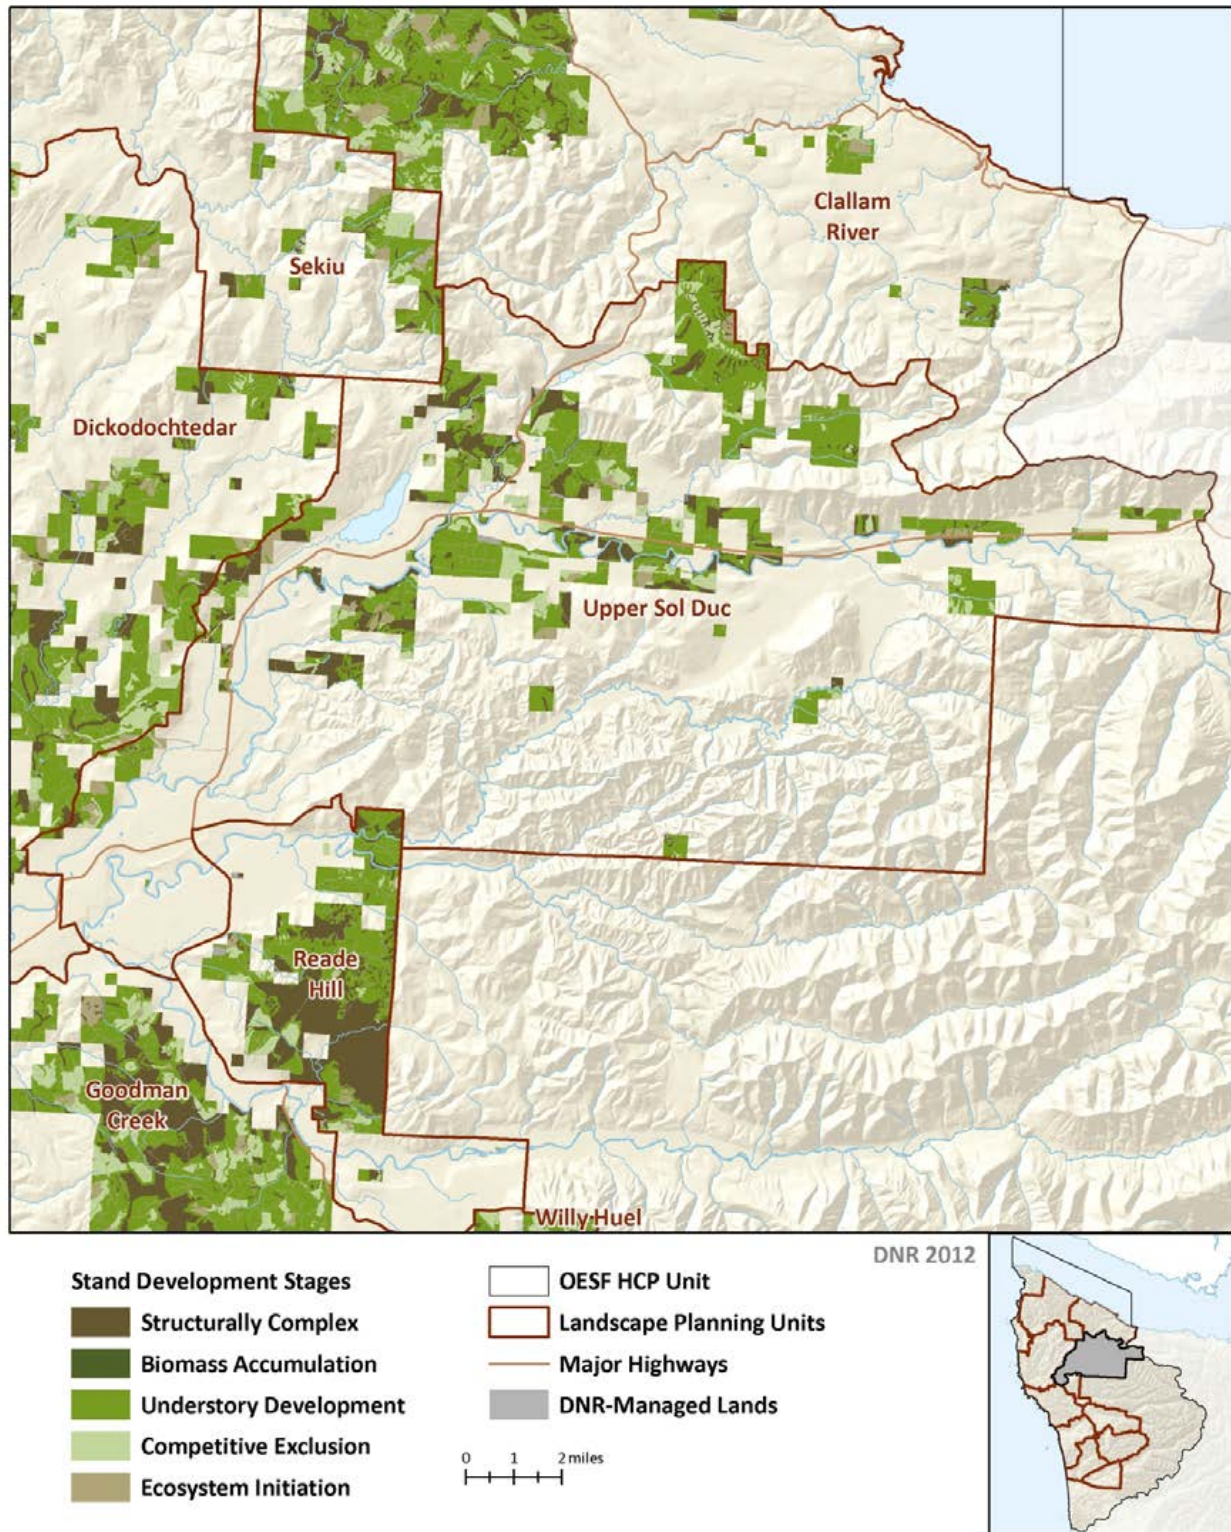 Clallam
River
Sekiu
Dickodochtedar
Upper Sol Duc
Reade
Hill
Goodman
Creek
Willy Huel
DNR 2012
Stand Development Stages
Structurally Complex
Biomass Accumulation
Understory Development
Competitive Exclusion
Ecosystem Initiation
OESF HCP Unit
Landscape Planning Units
Major Highways
DNR-Managed Lands
0 1 2 miles